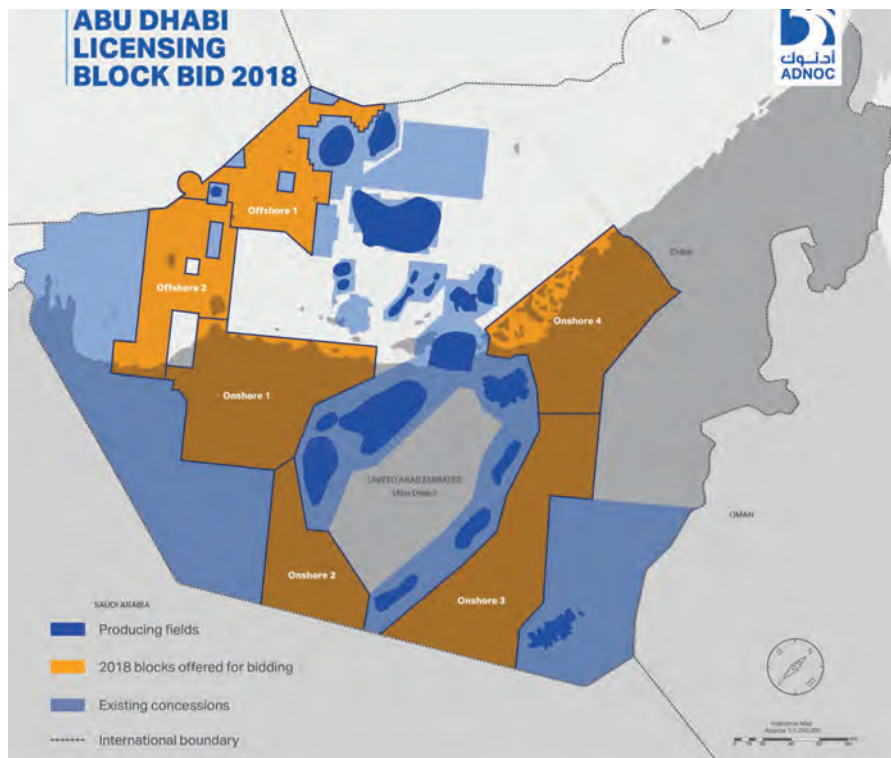 ABU DHABI
LICENSING
BLOCK BID 2018
أدنوك
ADNOC
Offshore 1
Offshore 2
Dubai
Onshore 4
Onshore 1
UNITED ARAB EMIRATES
(Abu Dhabi)
OMAN
Onshore 2
Onshore 3
SAUDI ARABIA
Producing fields
2018 blocks offered for bidding
Existing concessions
International boundary
Indicative Map